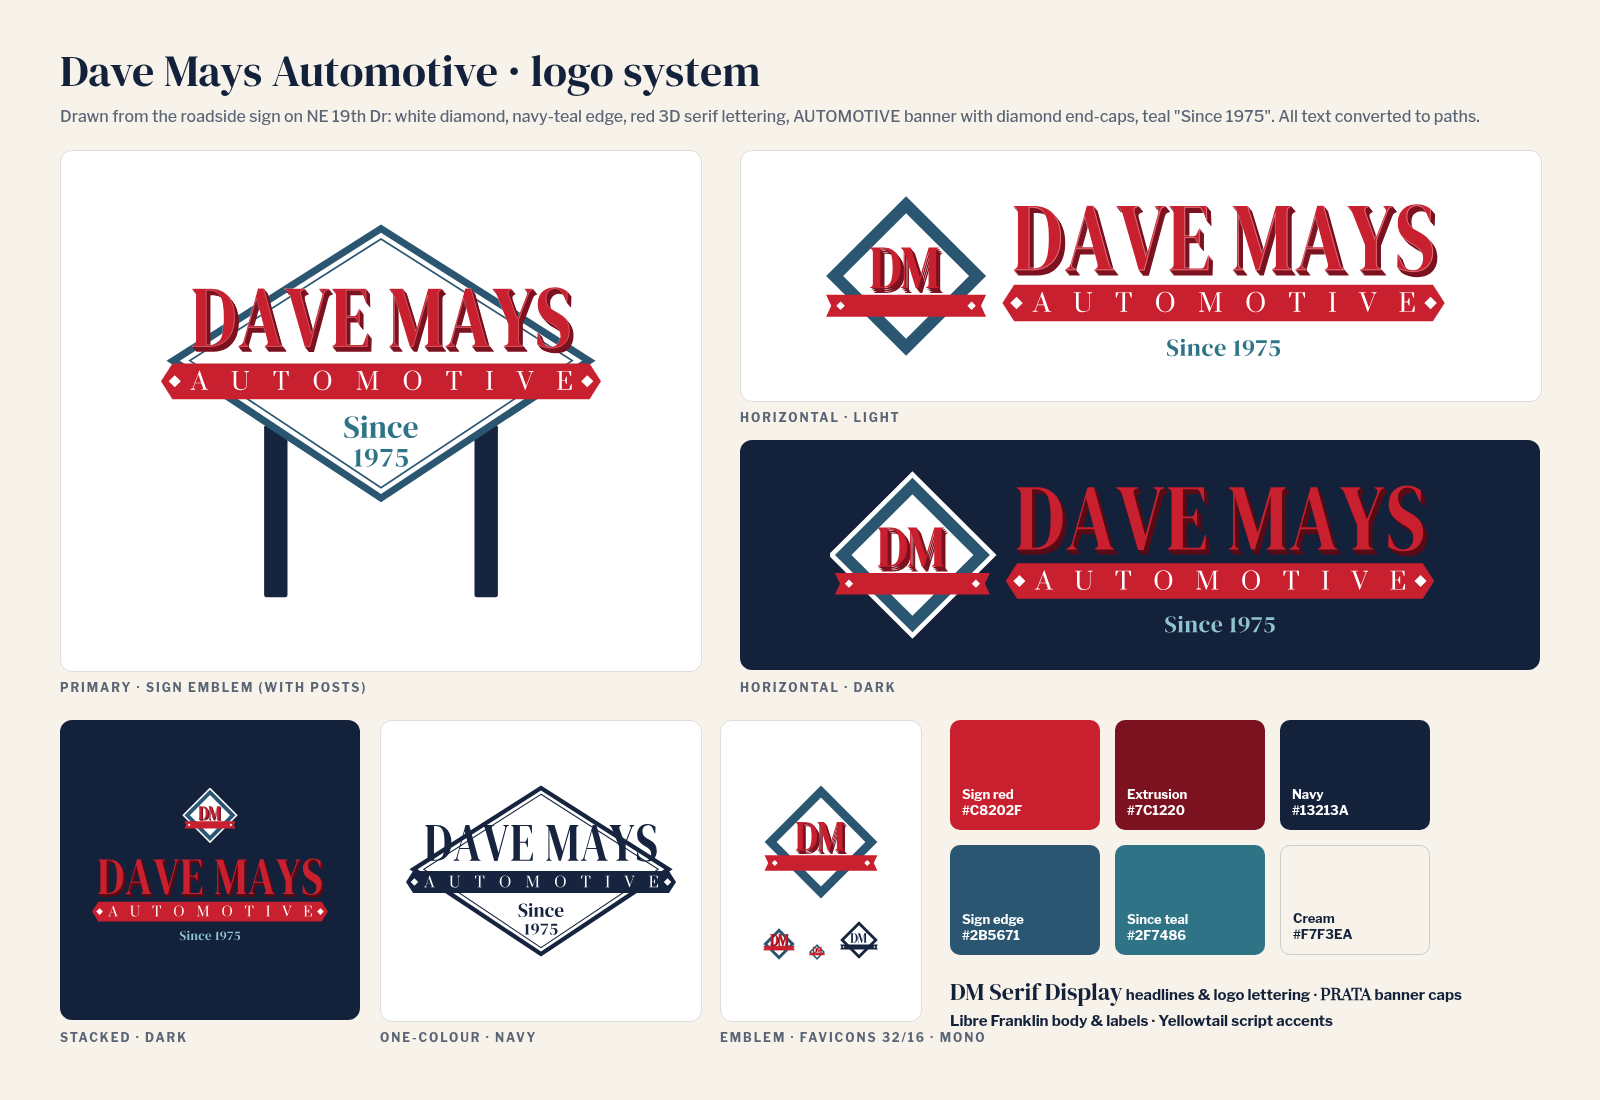 Dave Mays Automotive · logo system
Drawn from the roadside sign on NE 19th Dr: white diamond, navy-teal edge, red 3D serif lettering, AUTOMOTIVE banner with diamond end-caps, teal "Since 1975". All text converted to paths.
DAVE MAYS
AUTOMOTIVE
Since
1975
PRIMARY · SIGN EMBLEM (WITH POSTS)
DM
DAVE MAYS
AUTOMOTIVE
Since 1975
HORIZONTAL · LIGHT
DM
DAVE MAYS
AUTOMOTIVE
Since 1975
HORIZONTAL · DARK
DM
DAVE MAYS
AUTOMOTIVE
Since 1975
STACKED · DARK
DAVE MAYS
AUTOMOTIVE
Since
1975
ONE-COLOUR · NAVY
DM
DM
DM
EMBLEM · FAVICONS 32/16 · MONO
Sign red
#C8202F
Extrusion
#7C1220
Navy
#13213A
Sign edge
#2B5671
Since teal
#2F7486
Cream
#F7F3EA
DM Serif Display headlines & logo lettering · PRATA banner caps
Libre Franklin body & labels · Yellowtail script accents